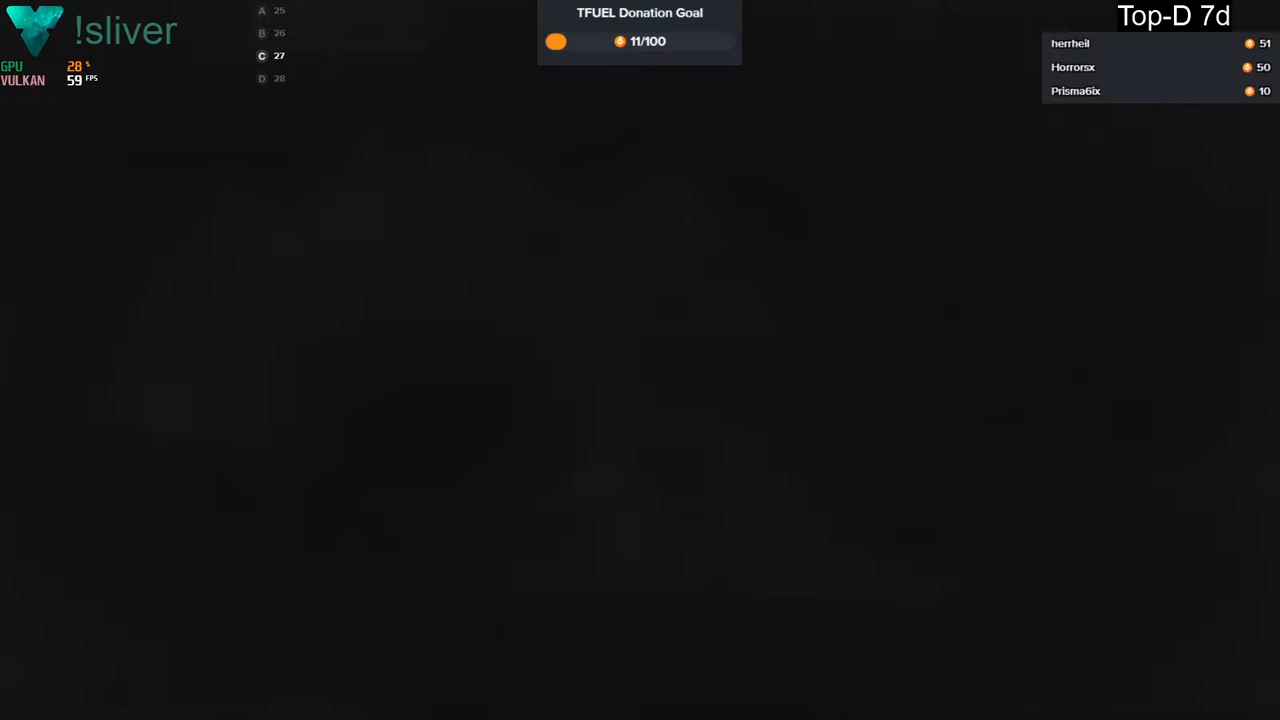 !sliver
GPU 28 %
VULKAN 59 FPS
A 25
B 26
C 27
D 28
TFUEL Donation Goal
11/100
Top-D 7d
herrheil 51
Horrorsx 50
Prisma6ix 10